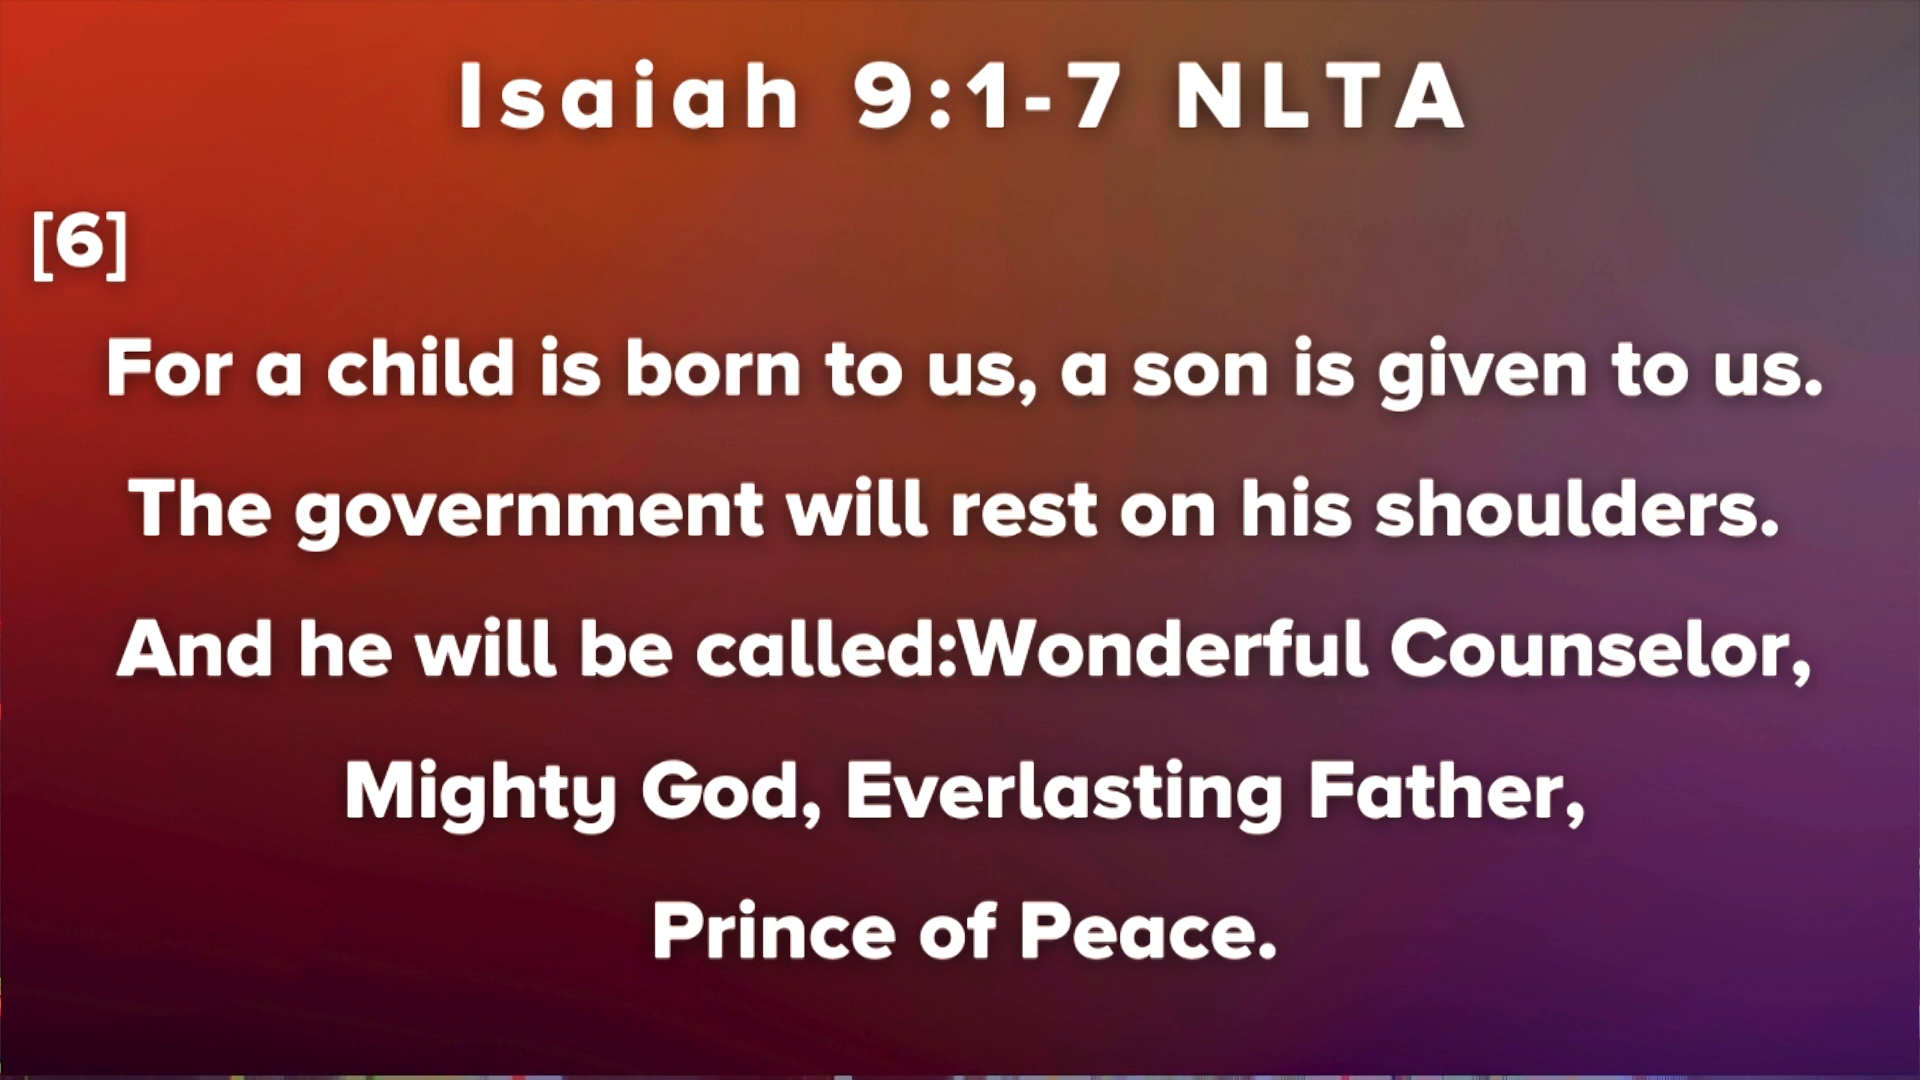 Isaiah 9:1-7 NLTA
[6]
For a child is born to us, a son is given to us.
The government will rest on his shoulders.
And he will be called:Wonderful Counselor,
Mighty God, Everlasting Father,
Prince of Peace.